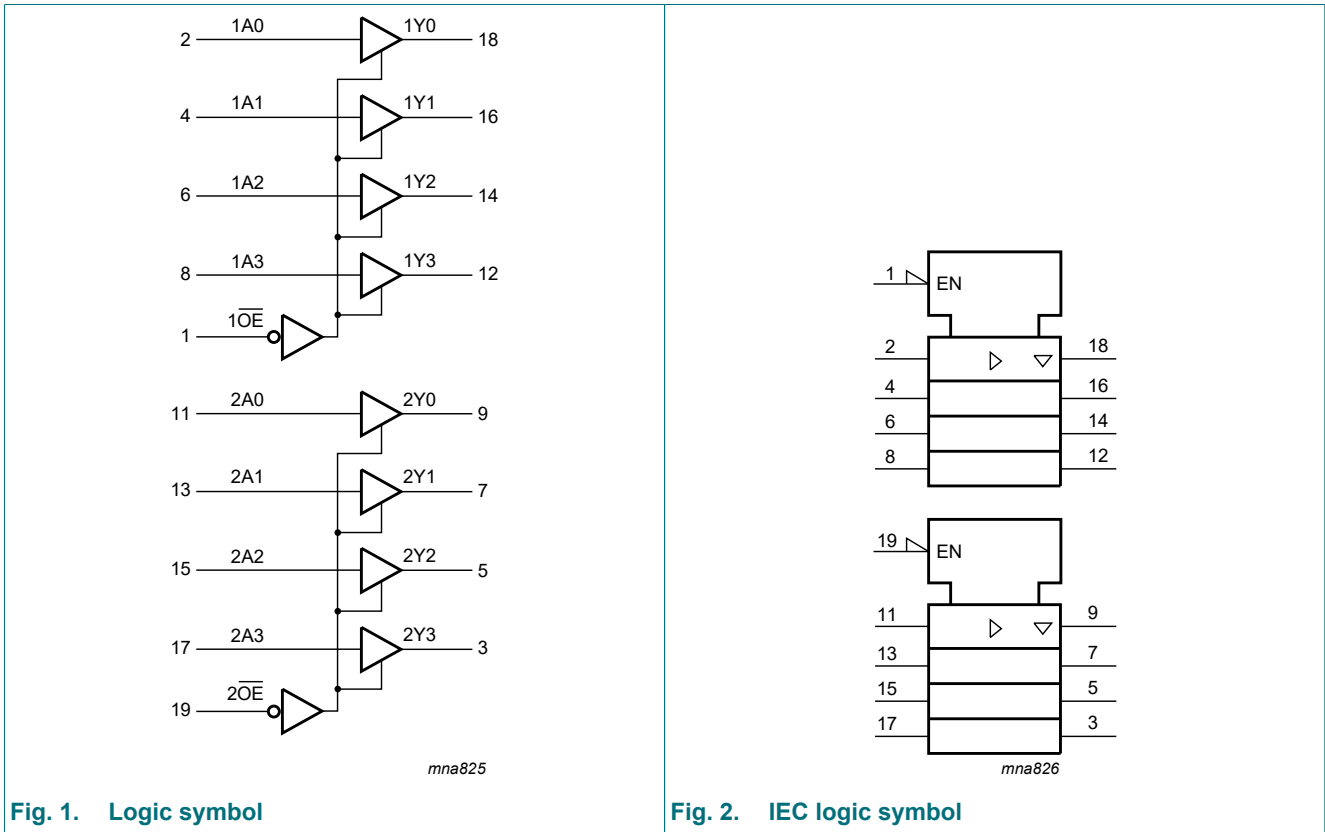 2 1A0 1Y0 18
4 1A1 1Y1 16
6 1A2 1Y2 14
8 1A3 1Y3 12
1 1O̅E̅
11 2A0 2Y0 9
13 2A1 2Y1 7
15 2A2 2Y2 5
17 2A3 2Y3 3
19 2O̅E̅
mna825
Fig. 1. Logic symbol
1 EN
2 18
4 16
6 14
8 12
19 EN
11 9
13 7
15 5
17 3
mna826
Fig. 2. IEC logic symbol